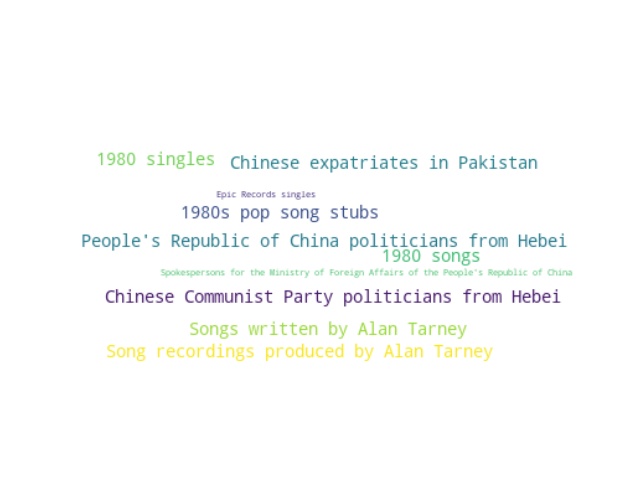 1980 singles
Chinese expatriates in Pakistan
Epic Records singles
1980s pop song stubs
People's Republic of China politicians from Hebei
1980 songs
Spokespersons for the Ministry of Foreign Affairs of the People's Republic of China
Chinese Communist Party politicians from Hebei
Songs written by Alan Tarney
Song recordings produced by Alan Tarney